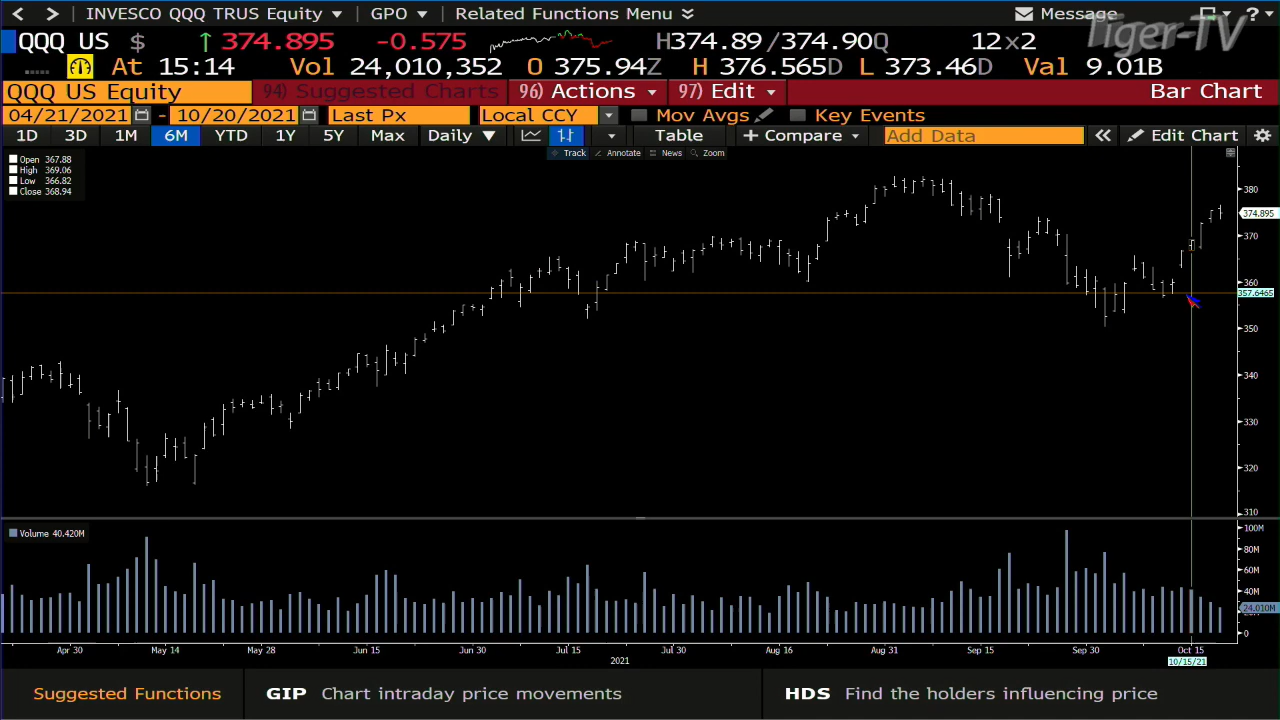 INVESCO QQQ TRUS Equity GPO Related Functions Menu Message ?
Tiger-TV
QQQ US $ ↑ 374.895 -0.575 H374.89/374.90Q 12x2
At 15:14 Vol 24,010,352 O 375.94Z H 376.565D L 373.46D Val 9.01B
QQQ US Equity 94) Suggested Charts 96) Actions 97) Edit Bar Chart
04/21/2021 - 10/20/2021 Last Px Local CCY Mov Avgs Key Events
1D 3D 1M 6M YTD 1Y 5Y Max Daily ▼ Table + Compare Add Data « Edit Chart
Track Annotate News Zoom
Open 367.88
High 369.06
Low 366.82
Close 368.94
380
374.895
370
360
357.6465
350
340
330
320
310
Volume 40.420M
100M
80M
60M
40M
24.010M
0
Apr 30 May 14 May 28 Jun 15 Jun 30 Jul 15 Jul 30 Aug 16 Aug 31 Sep 15 Sep 30 Oct 15
2021 10/15/21
Suggested Functions GIP Chart intraday price movements HDS Find the holders influencing price